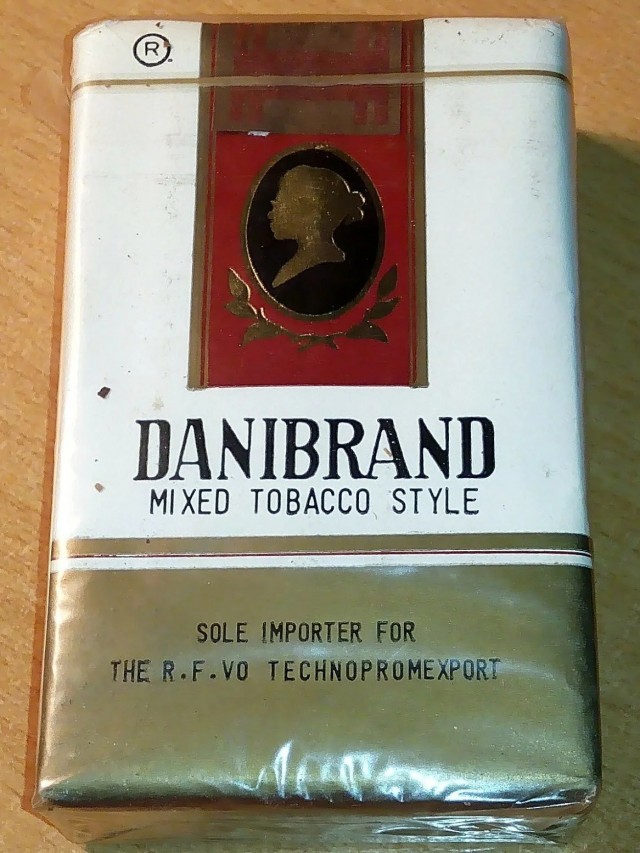 ®
DANIBRAND
MIXED TOBACCO STYLE
SOLE IMPORTER FOR
THE R.F.VO TECHNOPROMEXPORT